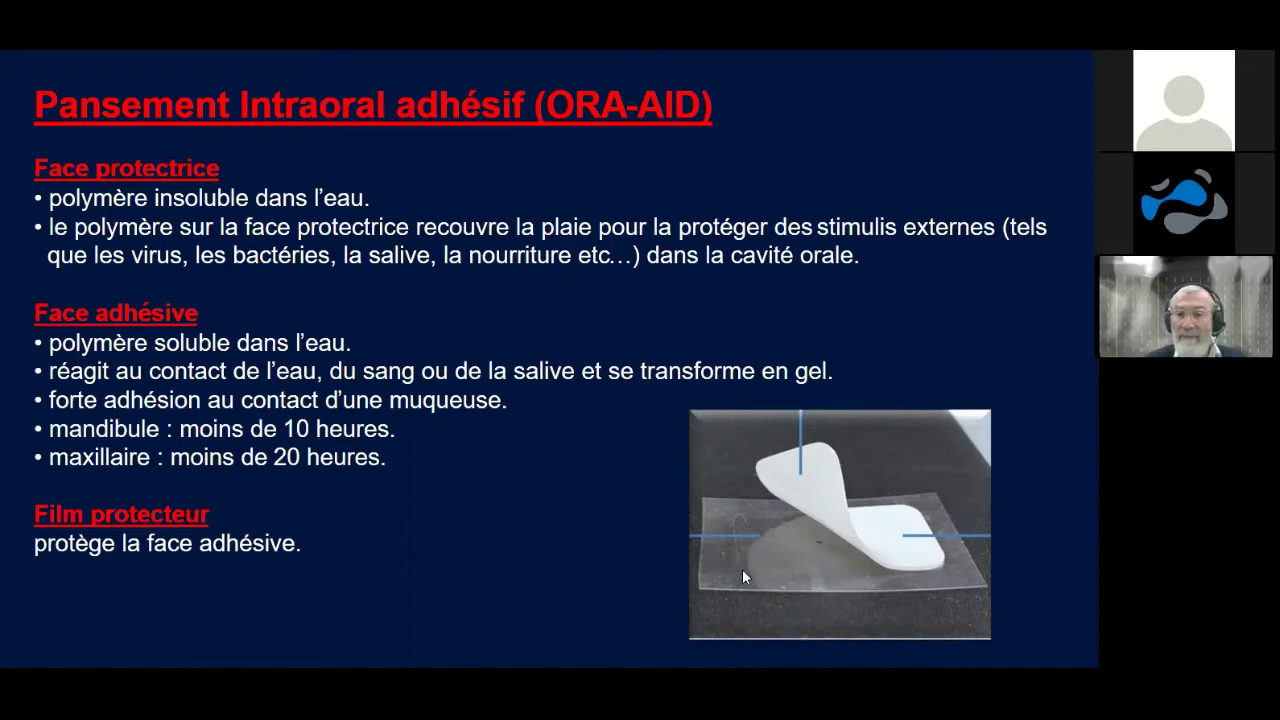 Pansement Intraoral adhésif (ORA-AID)
Face protectrice
• polymère insoluble dans l’eau.
• le polymère sur la face protectrice recouvre la plaie pour la protéger des stimulis externes (tels
que les virus, les bactéries, la salive, la nourriture etc…) dans la cavité orale.
Face adhésive
• polymère soluble dans l’eau.
• réagit au contact de l’eau, du sang ou de la salive et se transforme en gel.
• forte adhésion au contact d’une muqueuse.
• mandibule : moins de 10 heures.
• maxillaire : moins de 20 heures.
Film protecteur
protège la face adhésive.